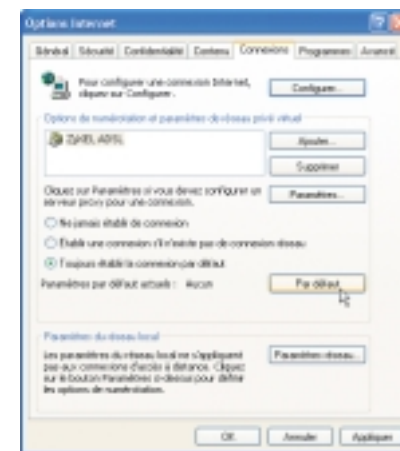 Options Internet
Général Sécurité Confidentialité Contenu Connexions Programmes Avancé
Pour configurer une connexion Internet,
cliquez sur Configurer.
Configurer...
Options de numérotation et paramètres de réseau privé virtuel
ZyXEL ADSL
Ajouter...
Supprimer
Cliquez sur Paramètres si vous devez configurer un
serveur proxy pour une connexion.
Paramètres...
Ne jamais établir de connexion
Établir une connexion s'il n'existe pas de connexion réseau
Toujours établir la connexion par défaut
Paramètres par défaut actuels : Aucun
Par défaut
Paramètres du réseau local
Les paramètres du réseau local ne s'appliquent
pas aux connexions d'accès à distance. Cliquez
sur le bouton Paramètres ci-dessus pour définir
les options de numérotation.
Paramètres réseau...
OK Annuler Appliquer